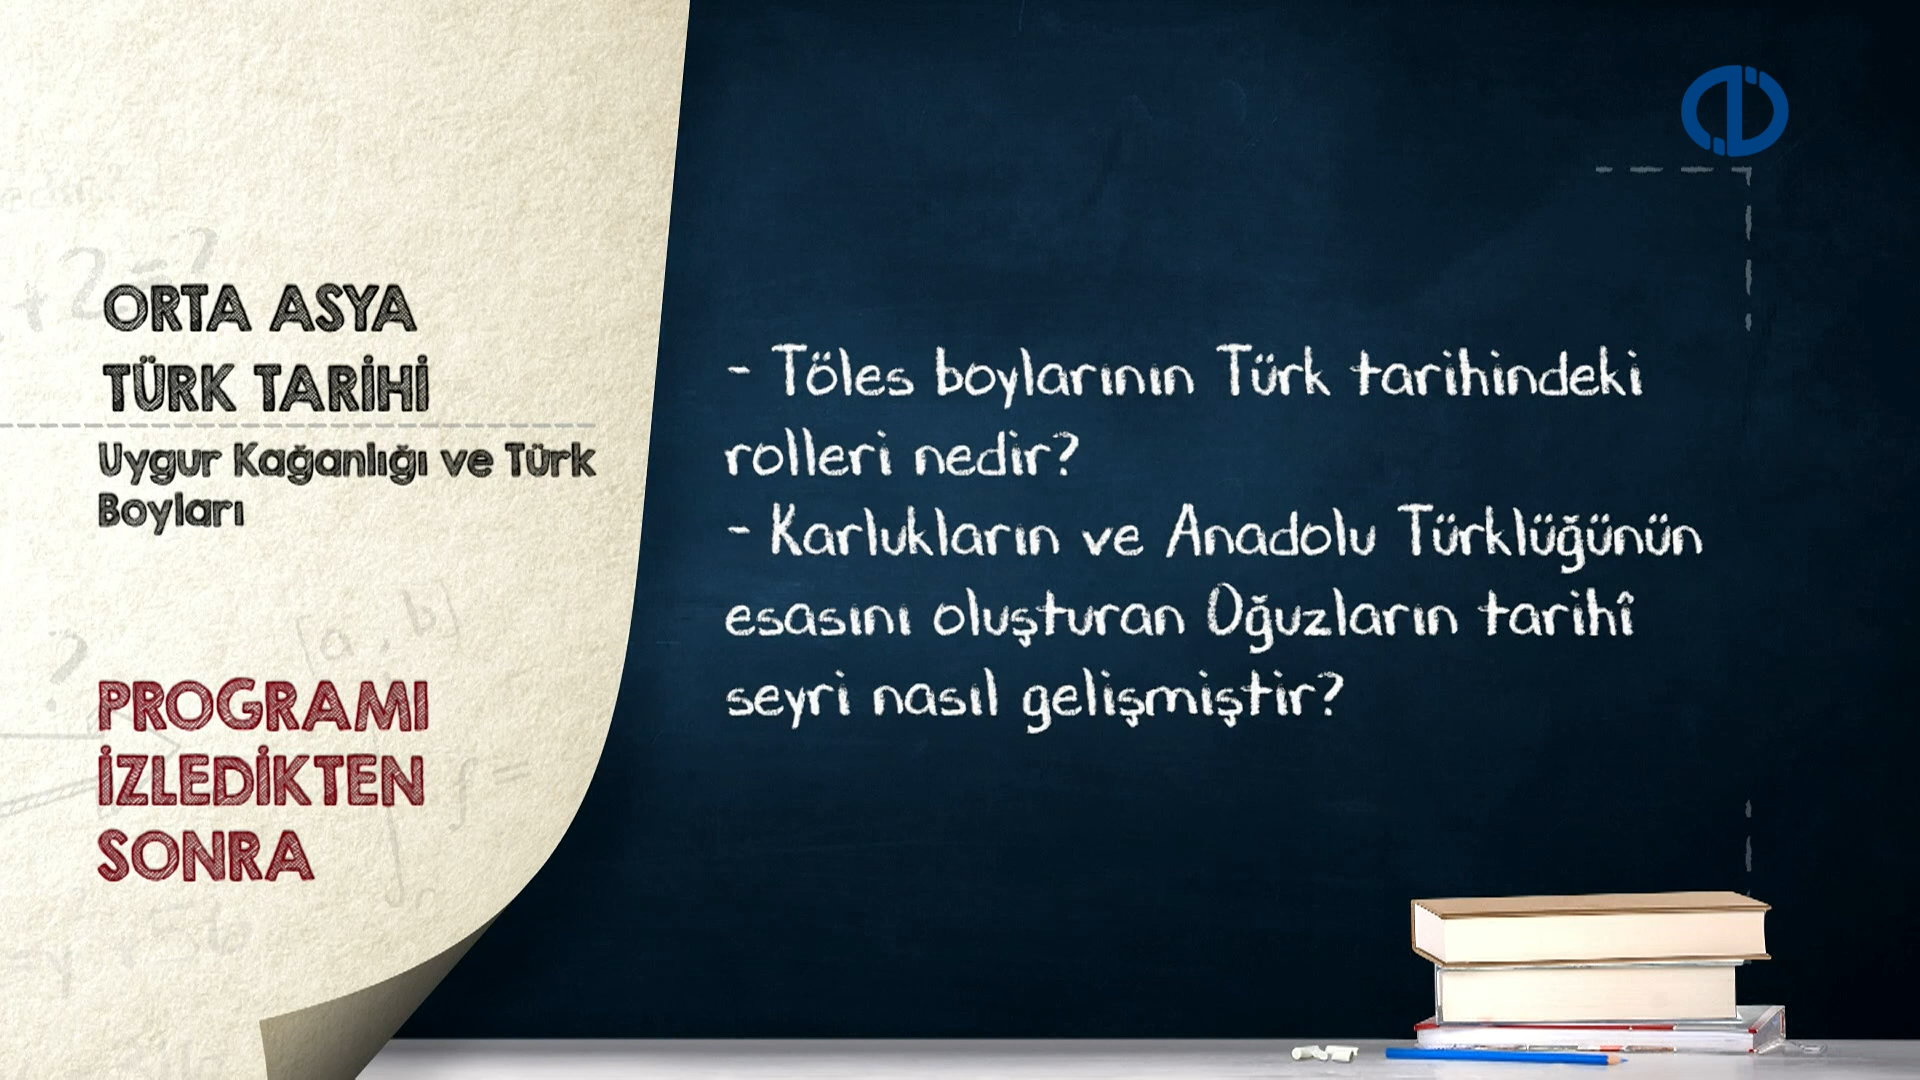 ORTA ASYA
TÜRK TARİHİ
Uygur Kağanlığı ve Türk
Boyları
PROGRAMI
İZLEDİKTEN
SONRA
- Töles boylarının Türk tarihindeki
rolleri nedir?
- Karlukların ve Anadolu Türklüğünün
esasını oluşturan Oğuzların tarihî
seyri nasıl gelişmiştir?